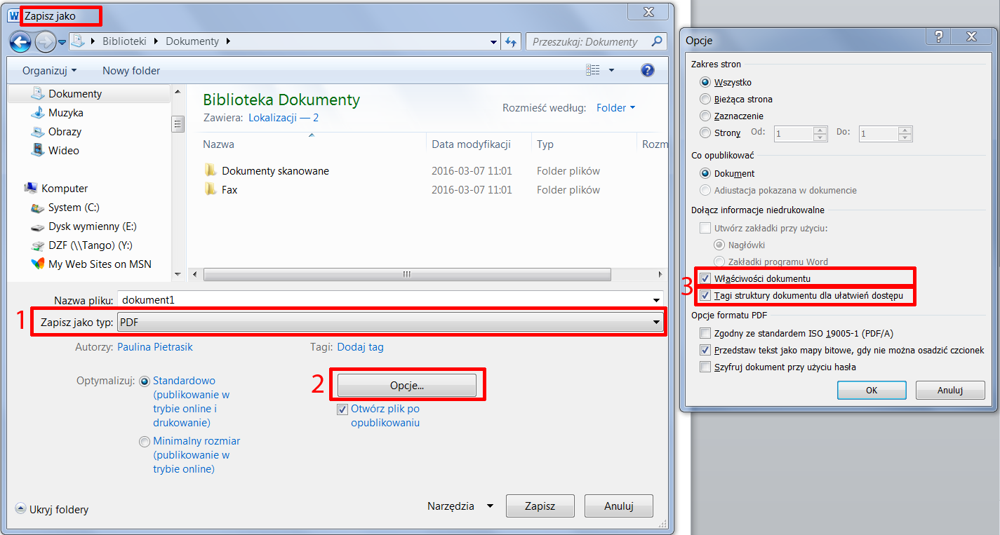 Zapisz jako
Biblioteki Dokumenty
Przeszukaj: Dokumenty
Organizuj Nowy folder
Dokumenty
Muzyka
Obrazy
Wideo
Komputer
System (C:)
Dysk wymienny (E:)
DZF (\\Tango) (Y:)
My Web Sites on MSN
Biblioteka Dokumenty
Zawiera: Lokalizacji — 2
Rozmieść według: Folder
Nazwa Data modyfikacji Typ Rozm
Dokumenty skanowane 2016-03-07 11:01 Folder plików
Fax 2016-03-07 11:01 Folder plików
Nazwa pliku: dokument1
1 Zapisz jako typ: PDF
Autorzy: Paulina Pietrasik Tagi: Dodaj tag
Optymalizuj: Standardowo
(publikowanie w
trybie online i
drukowanie)
Minimalny rozmiar
(publikowanie w
trybie online)
2 Opcje...
Otwórz plik po
opublikowaniu
Ukryj foldery
Narzędzia Zapisz Anuluj
Opcje
Zakres stron
Wszystko
Bieżąca strona
Zaznaczenie
Strony Od: 1 Do: 1
Co opublikować
Dokument
Adiustacja pokazana w dokumencie
Dołącz informacje niedrukowalne
Utwórz zakładki przy użyciu:
Nagłówki
Zakładki programu Word
3 Właściwości dokumentu
Tagi struktury dokumentu dla ułatwień dostępu
Opcje formatu PDF
Zgodny ze standardem ISO 19005-1 (PDF/A)
Przedstaw tekst jako mapy bitowe, gdy nie można osadzić czcionek
Szyfruj dokument przy użyciu hasła
OK Anuluj